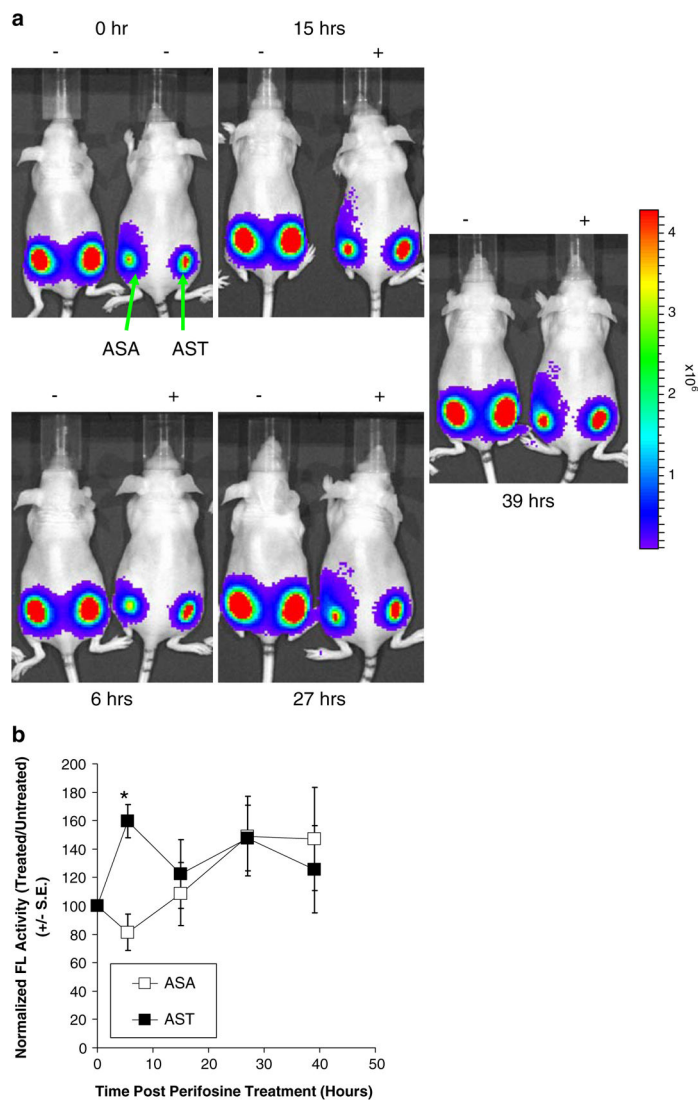 a
0 hr
15 hrs
- -
- +
ASA AST
- +
4
3
2
1
x10⁶
39 hrs
- +
- +
6 hrs
27 hrs
b
Normalized FL Activity (Treated/Untreated)
(+/- S.E.)
200
180
160
140
120
100
80
60
40
20
0
*
ASA
AST
0 10 20 30 40 50
Time Post Perifosine Treatment (Hours)